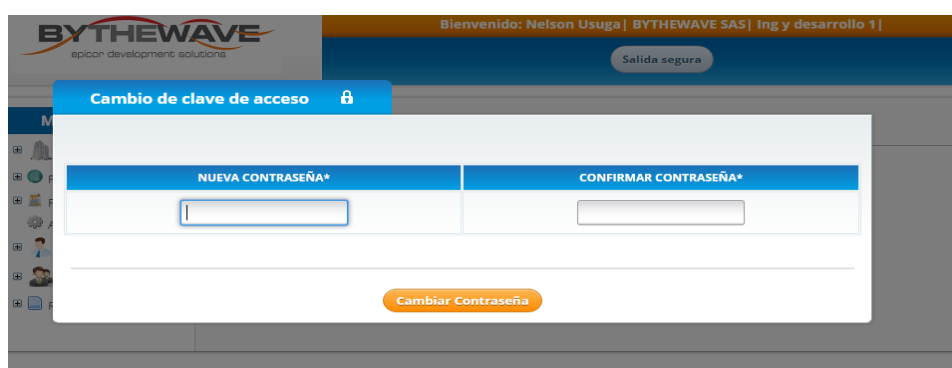 BYTHEWAVE
epicor development solutions
Bienvenido: Nelson Usuga| BYTHEWAVE SAS| Ing y desarrollo 1|
Salida segura
Cambio de clave de acceso
M
NUEVA CONTRASEÑA*
CONFIRMAR CONTRASEÑA*
Cambiar Contraseña